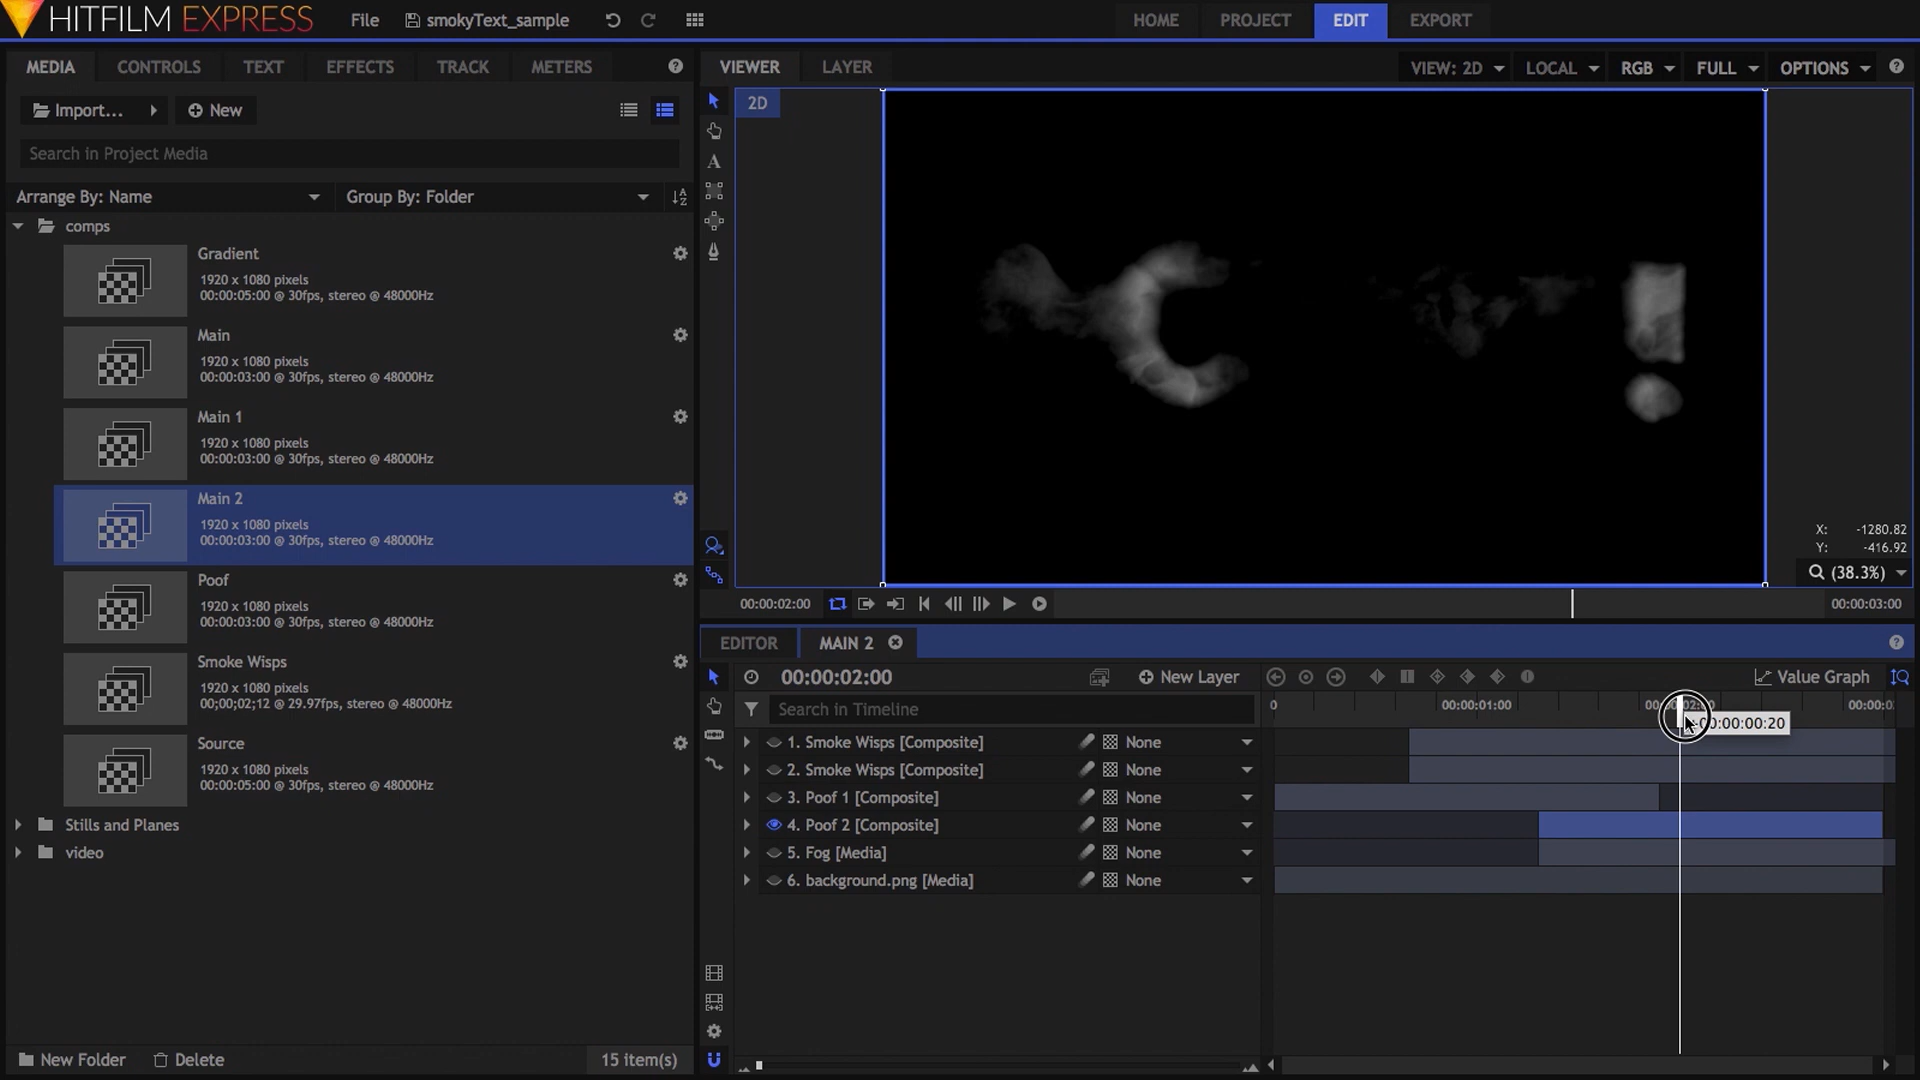 HITFILM EXPRESS
File
smokyText_sample
HOME
PROJECT
EDIT
EXPORT
MEDIA
CONTROLS
TEXT
EFFECTS
TRACK
METERS
Import...
New
Search in Project Media
Arrange By: Name
Group By: Folder
comps
Gradient
1920 x 1080 pixels
00:00:05:00 @ 30fps, stereo @ 48000Hz
Main
1920 x 1080 pixels
00:00:03:00 @ 30fps, stereo @ 48000Hz
Main 1
1920 x 1080 pixels
00:00:03:00 @ 30fps, stereo @ 48000Hz
Main 2
1920 x 1080 pixels
00:00:03:00 @ 30fps, stereo @ 48000Hz
Poof
1920 x 1080 pixels
00:00:03:00 @ 30fps, stereo @ 48000Hz
Smoke Wisps
1920 x 1080 pixels
00;00;02;12 @ 29.97fps, stereo @ 48000Hz
Source
1920 x 1080 pixels
00:00:05:00 @ 30fps, stereo @ 48000Hz
Stills and Planes
video
New Folder
Delete
15 item(s)
VIEWER
LAYER
VIEW: 2D
LOCAL
RGB
FULL
OPTIONS
2D
C !
X: -1280.82
Y: -416.92
(38.3%)
00:00:02:00
00:00:03:00
EDITOR
MAIN 2
00:00:02:00
New Layer
Value Graph
Search in Timeline
0
00:00:01:00
00:00:00:20
1. Smoke Wisps [Composite]
None
2. Smoke Wisps [Composite]
None
3. Poof 1 [Composite]
None
4. Poof 2 [Composite]
None
5. Fog [Media]
None
6. background.png [Media]
None